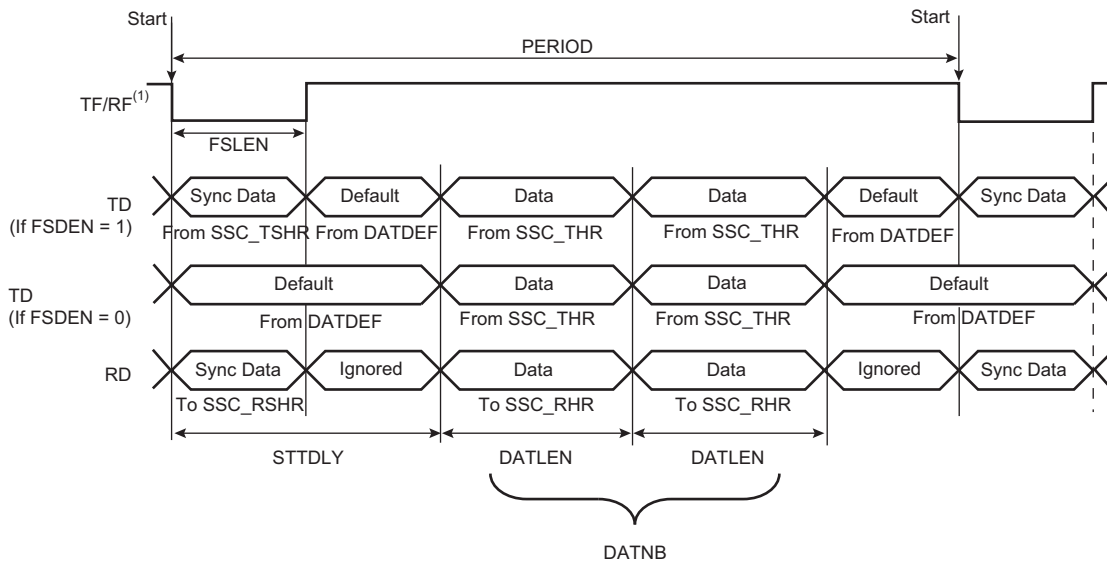 Start
Start
PERIOD
TF/RF(1)
FSLEN
TD
(If FSDEN = 1)
Sync Data
Default
Data
Data
Default
Sync Data
From SSC_TSHR
From DATDEF
From SSC_THR
From SSC_THR
From DATDEF
TD
(If FSDEN = 0)
Default
Data
Data
Default
From DATDEF
From SSC_THR
From SSC_THR
From DATDEF
RD
Sync Data
Ignored
Data
Data
Ignored
Sync Data
To SSC_RSHR
To SSC_RHR
To SSC_RHR
STTDLY
DATLEN
DATLEN
DATNB